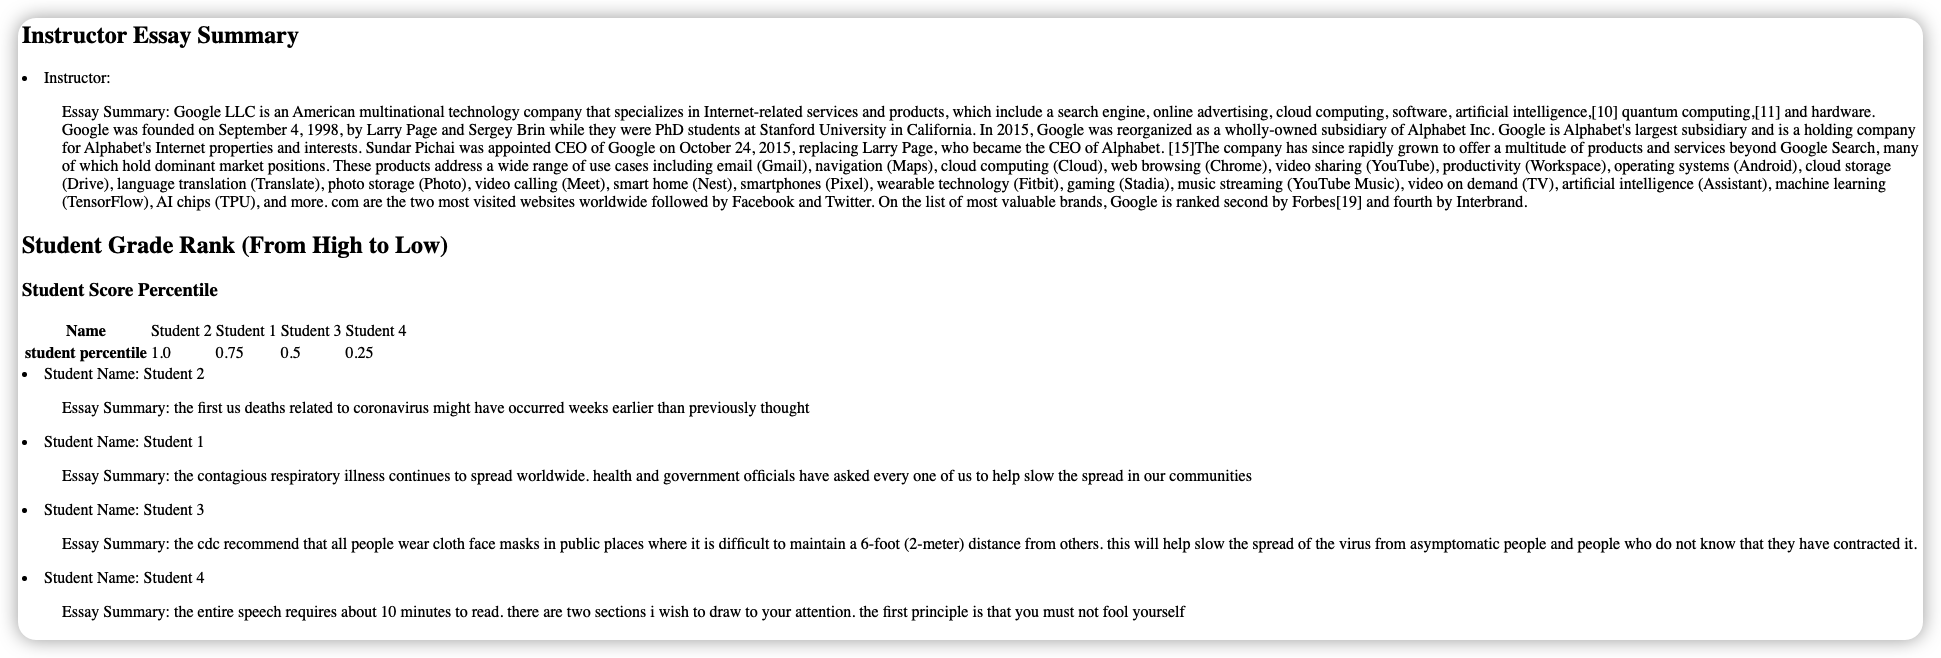 Instructor Essay Summary
• Instructor:
Essay Summary: Google LLC is an American multinational technology company that specializes in Internet-related services and products, which include a search engine, online advertising, cloud computing, software, artificial intelligence,[10] quantum computing,[11] and hardware.
Google was founded on September 4, 1998, by Larry Page and Sergey Brin while they were PhD students at Stanford University in California. In 2015, Google was reorganized as a wholly-owned subsidiary of Alphabet Inc. Google is Alphabet's largest subsidiary and is a holding company
for Alphabet's Internet properties and interests. Sundar Pichai was appointed CEO of Google on October 24, 2015, replacing Larry Page, who became the CEO of Alphabet. [15]The company has since rapidly grown to offer a multitude of products and services beyond Google Search, many
of which hold dominant market positions. These products address a wide range of use cases including email (Gmail), navigation (Maps), cloud computing (Cloud), web browsing (Chrome), video sharing (YouTube), productivity (Workspace), operating systems (Android), cloud storage
(Drive), language translation (Translate), photo storage (Photo), video calling (Meet), smart home (Nest), smartphones (Pixel), wearable technology (Fitbit), gaming (Stadia), music streaming (YouTube Music), video on demand (TV), artificial intelligence (Assistant), machine learning
(TensorFlow), AI chips (TPU), and more. com are the two most visited websites worldwide followed by Facebook and Twitter. On the list of most valuable brands, Google is ranked second by Forbes[19] and fourth by Interbrand.
Student Grade Rank (From High to Low)
Student Score Percentile
Name Student 2 Student 1 Student 3 Student 4
student percentile 1.0 0.75 0.5 0.25
• Student Name: Student 2
Essay Summary: the first us deaths related to coronavirus might have occurred weeks earlier than previously thought
• Student Name: Student 1
Essay Summary: the contagious respiratory illness continues to spread worldwide. health and government officials have asked every one of us to help slow the spread in our communities
• Student Name: Student 3
Essay Summary: the cdc recommend that all people wear cloth face masks in public places where it is difficult to maintain a 6-foot (2-meter) distance from others. this will help slow the spread of the virus from asymptomatic people and people who do not know that they have contracted it.
• Student Name: Student 4
Essay Summary: the entire speech requires about 10 minutes to read. there are two sections i wish to draw to your attention. the first principle is that you must not fool yourself